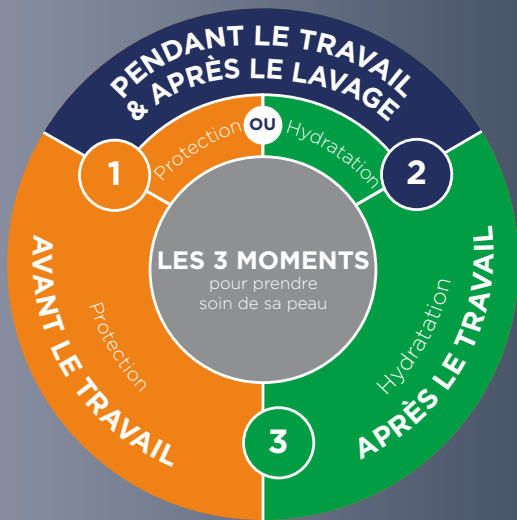 PENDANT LE TRAVAIL
& APRÈS LE LAVAGE
Protection
OU
Hydratation
1
2
LES 3 MOMENTS
pour prendre
soin de sa peau
AVANT LE TRAVAIL
Protection
Hydratation
APRÈS LE TRAVAIL
3